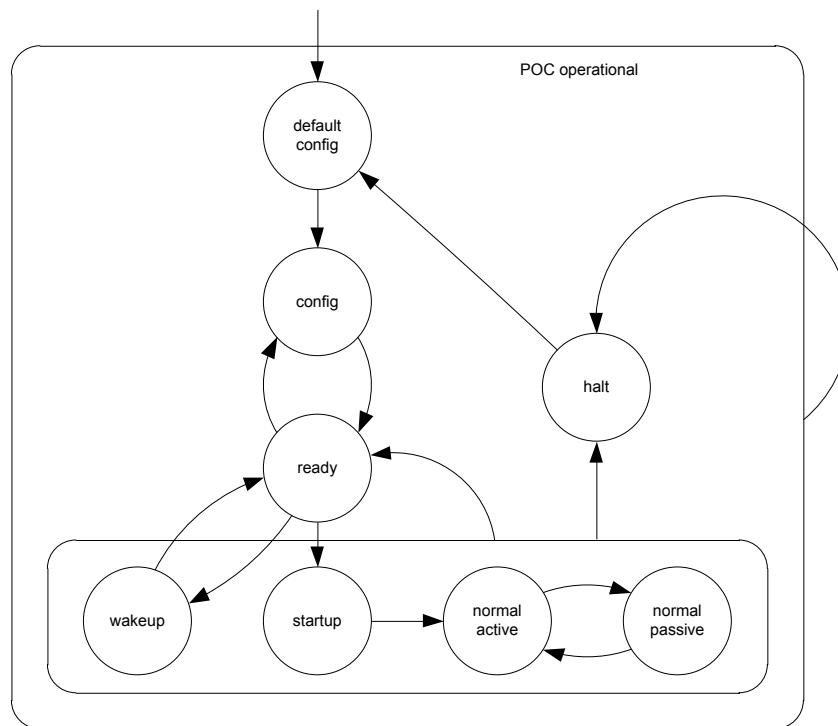 POC operational
default
config
config
halt
ready
wakeup
startup
normal
active
normal
passive